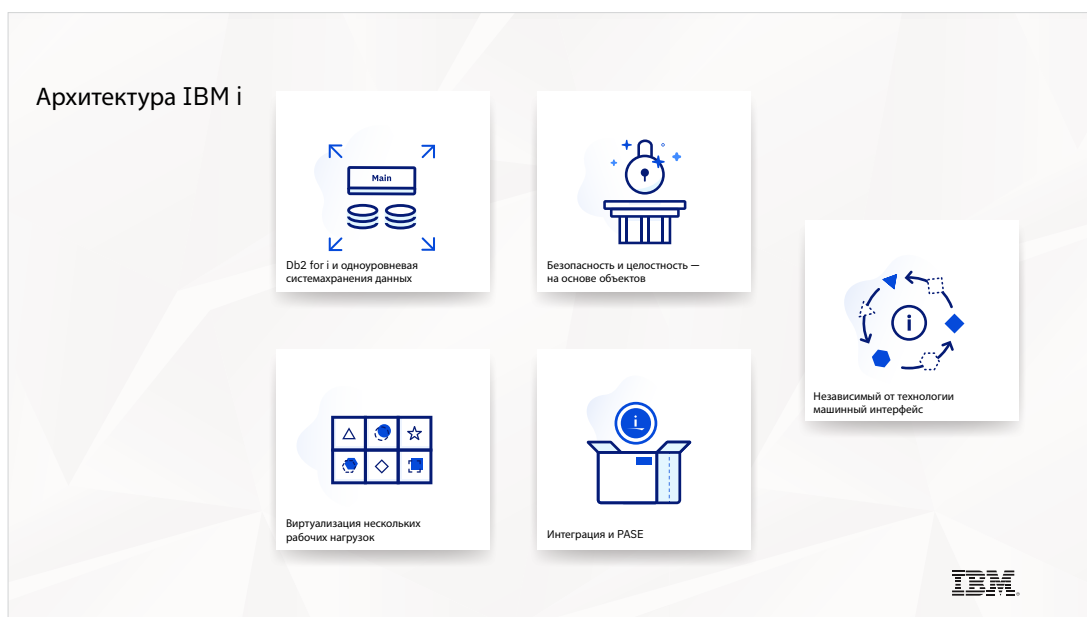 Архитектура IBM i
Main
Db2 for i и одноуровневая
системахранения данных
Безопасность и целостность —
на основе объектов
i
Независимый от технологии
машинный интерфейс
Виртуализация нескольких
рабочих нагрузок
i
Интеграция и PASE
IBM.